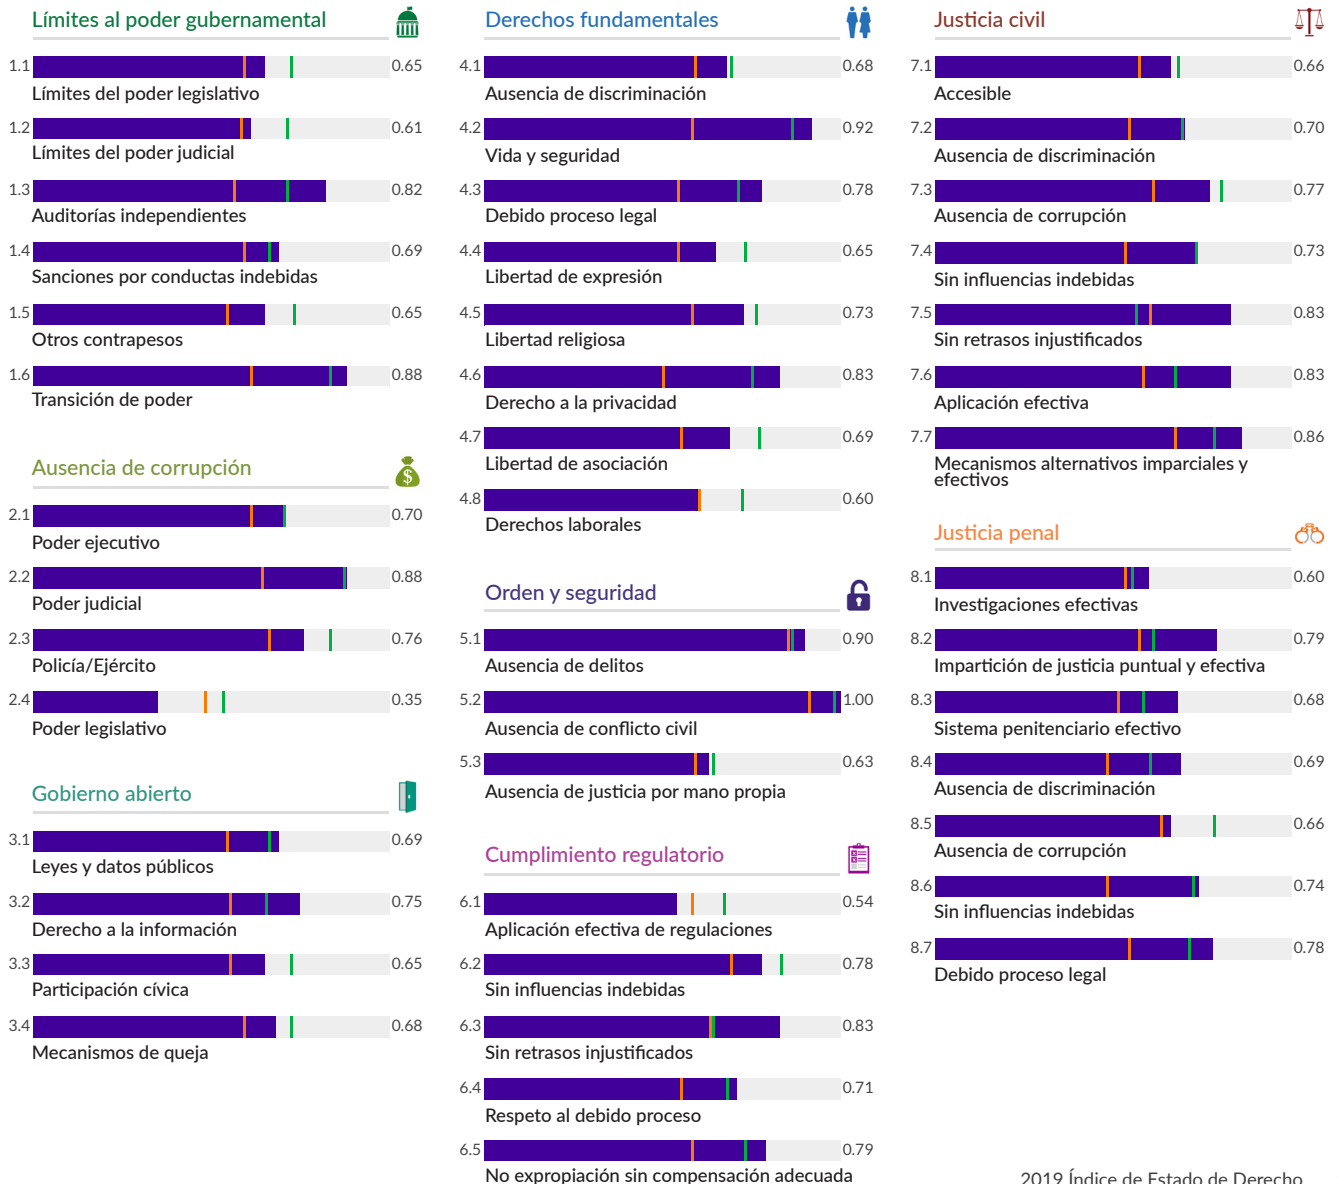 Límites al poder gubernamental
1.1 0.65
Límites del poder legislativo
1.2 0.61
Límites del poder judicial
1.3 0.82
Auditorías independientes
1.4 0.69
Sanciones por conductas indebidas
1.5 0.65
Otros contrapesos
1.6 0.88
Transición de poder
Ausencia de corrupción
$
2.1 0.70
Poder ejecutivo
2.2 0.88
Poder judicial
2.3 0.76
Policía/Ejército
2.4 0.35
Poder legislativo
Gobierno abierto
3.1 0.69
Leyes y datos públicos
3.2 0.75
Derecho a la información
3.3 0.65
Participación cívica
3.4 0.68
Mecanismos de queja
Derechos fundamentales
4.1 0.68
Ausencia de discriminación
4.2 0.92
Vida y seguridad
4.3 0.78
Debido proceso legal
4.4 0.65
Libertad de expresión
4.5 0.73
Libertad religiosa
4.6 0.83
Derecho a la privacidad
4.7 0.69
Libertad de asociación
4.8 0.60
Derechos laborales
Orden y seguridad
5.1 0.90
Ausencia de delitos
5.2 1.00
Ausencia de conflicto civil
5.3 0.63
Ausencia de justicia por mano propia
Cumplimiento regulatorio
6.1 0.54
Aplicación efectiva de regulaciones
6.2 0.78
Sin influencias indebidas
6.3 0.83
Sin retrasos injustificados
6.4 0.71
Respeto al debido proceso
6.5 0.79
No expropiación sin compensación adecuada
Justicia civil
7.1 0.66
Accesible
7.2 0.70
Ausencia de discriminación
7.3 0.77
Ausencia de corrupción
7.4 0.73
Sin influencias indebidas
7.5 0.83
Sin retrasos injustificados
7.6 0.83
Aplicación efectiva
7.7 0.86
Mecanismos alternativos imparciales y
efectivos
Justicia penal
8.1 0.60
Investigaciones efectivas
8.2 0.79
Impartición de justicia puntual y efectiva
8.3 0.68
Sistema penitenciario efectivo
8.4 0.69
Ausencia de discriminación
8.5 0.66
Ausencia de corrupción
8.6 0.74
Sin influencias indebidas
8.7 0.78
Debido proceso legal
2019 Índice de Estado de Derecho